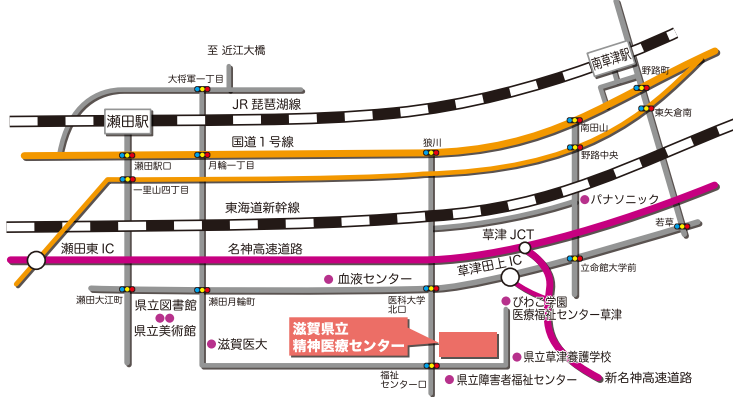 至 近江大橋
南草津駅
大将軍一丁目
野路町
JR 琵琶湖線
東矢倉南
瀬田駅
南田山
国道1号線
狼川
瀬田駅口
月輪一丁目
野路中央
一里山四丁目
パナソニック
東海道新幹線
若草
草津 JCT
瀬田東 IC
名神高速道路
草津田上 IC
立命館大学前
血液センター
瀬田大江町
県立図書館
瀬田月輪町
医科大学
北口
びわこ学園
医療福祉センター草津
県立美術館
滋賀県立
精神医療センター
滋賀医大
県立草津養護学校
福祉
センター口
県立障害者福祉センター
新名神高速道路